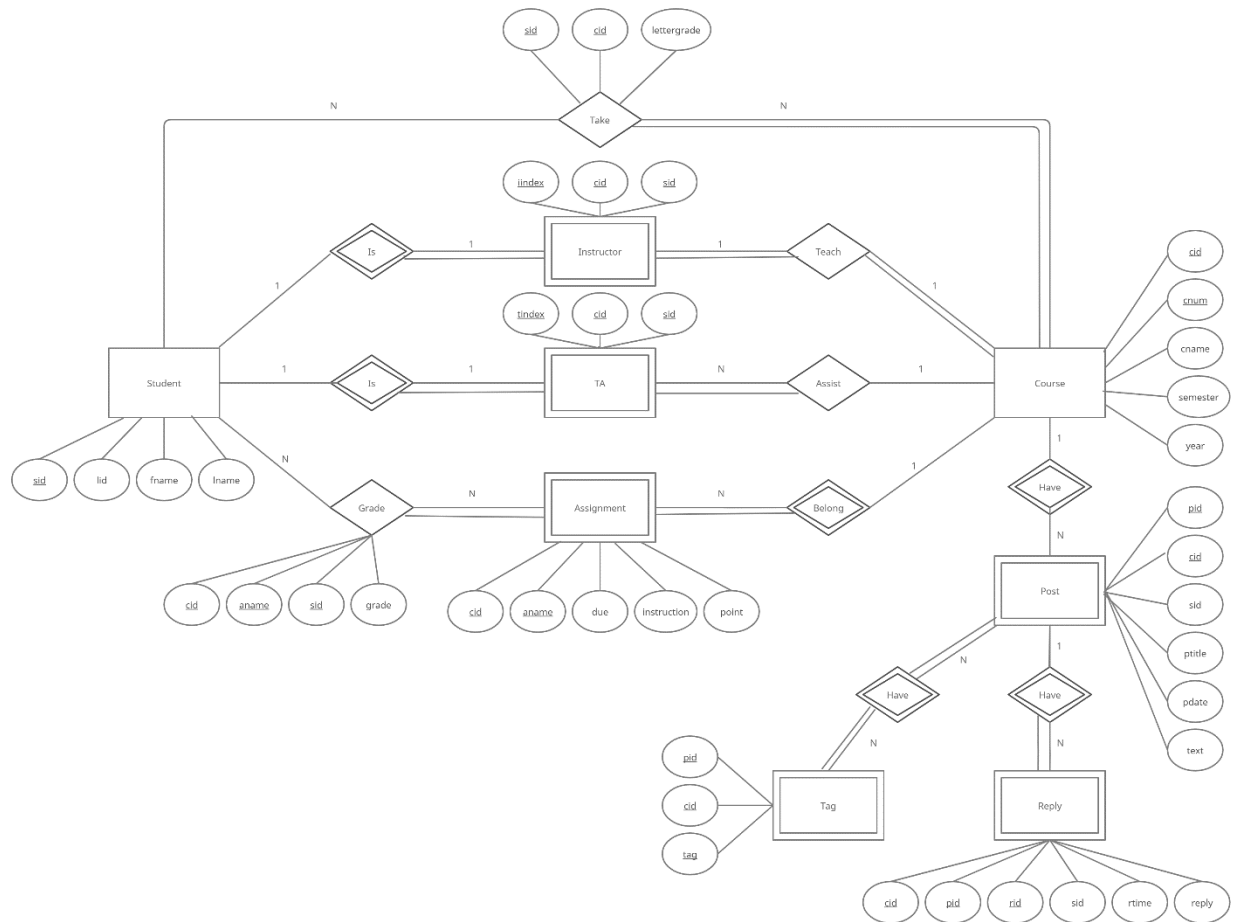 sid
cid
lettergrade
N
N
Take
iindex
cid
sid
Is
1
Instructor
1
Teach
1
1
cid
cnum
cname
semester
year
tindex
cid
sid
Student
1
Is
1
TA
N
Assist
1
Course
sid
lid
fname
lname
N
Grade
N
Assignment
N
Belong
1
1
Have
N
cid
aname
sid
grade
cid
aname
due
instruction
point
Post
pid
cid
sid
ptitle
pdate
text
N
Have
N
1
Have
N
pid
cid
tag
Tag
Reply
cid
pid
rid
sid
rtime
reply